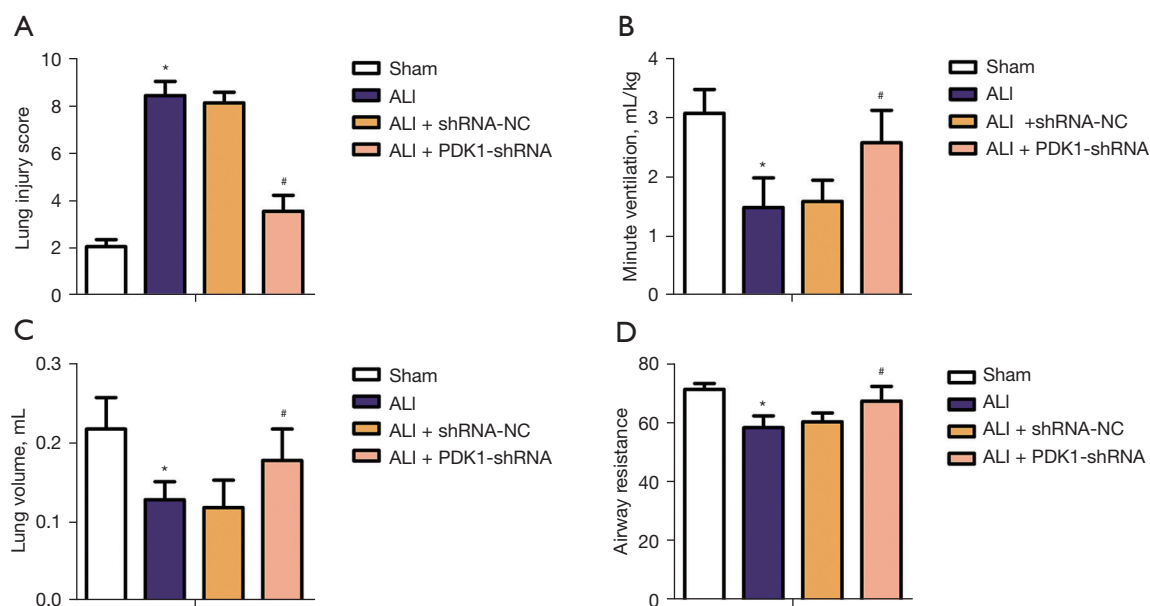 A
Lung injury score
10
8
6
4
2
0
*
#
Sham
ALI
ALI + shRNA-NC
ALI + PDK1-shRNA
B
Minute ventilation, mL/kg
4
3
2
1
0
*
#
Sham
ALI
ALI +shRNA-NC
ALI + PDK1-shRNA
C
Lung volume, mL
0.3
0.2
0.1
0.0
*
#
Sham
ALI
ALI + shRNA-NC
ALI + PDK1-shRNA
D
Airway resistance
80
60
40
20
0
*
#
Sham
ALI
ALI + shRNA-NC
ALI + PDK1-shRNA